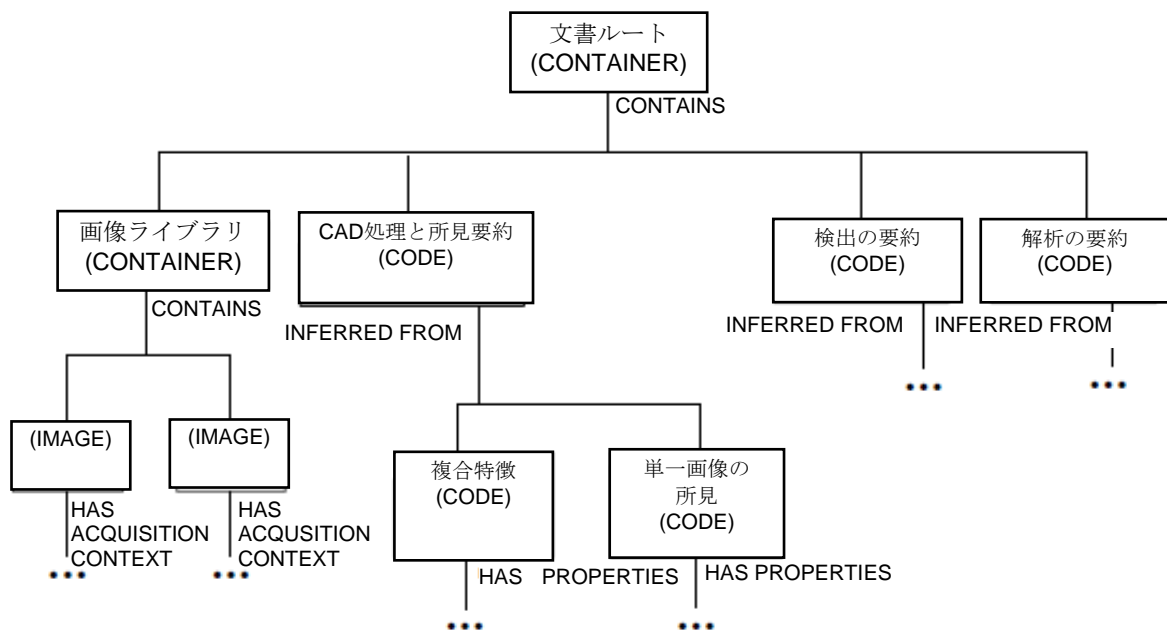 文書ルート
(CONTAINER)
CONTAINS
画像ライブラリ
(CONTAINER)
CAD処理と所見要約
(CODE)
検出の要約
(CODE)
解析の要約
(CODE)
CONTAINS
INFERRED FROM
INFERRED FROM
INFERRED FROM
•••
•••
(IMAGE)
(IMAGE)
複合特徴
(CODE)
単一画像の
所見
(CODE)
HAS
ACQUISITION
CONTEXT
•••
HAS
ACQUSITION
CONTEXT
•••
HAS PROPERTIES
HAS PROPERTIES
•••
•••